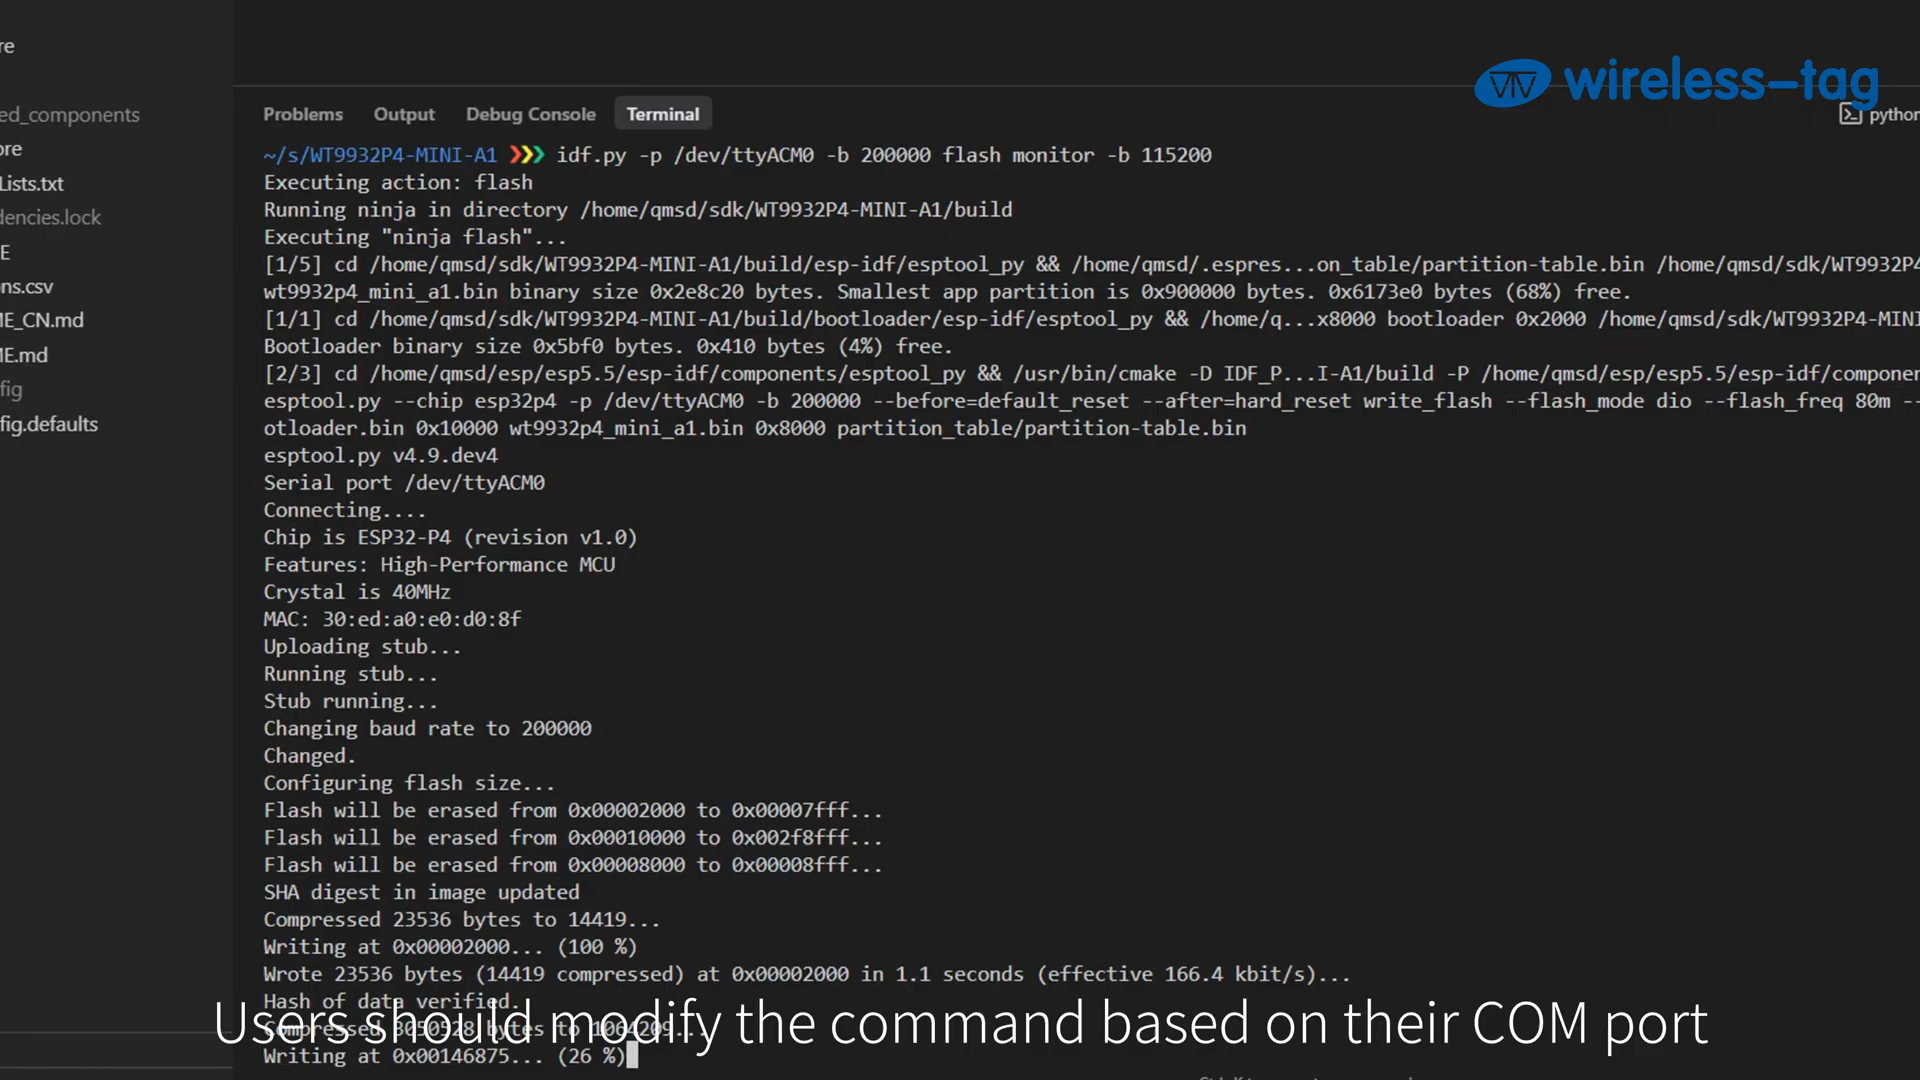 re
wireless-tag
ed_components
Problems Output Debug Console Terminal
python
ore
~/s/WT9932P4-MINI-A1 ❯❯❯ idf.py -p /dev/ttyACM0 -b 200000 flash monitor -b 115200
Lists.txt
Executing action: flash
dencies.lock
Running ninja in directory /home/qmsd/sdk/WT9932P4-MINI-A1/build
Executing "ninja flash"...
E
[1/5] cd /home/qmsd/sdk/WT9932P4-MINI-A1/build/esp-idf/esptool_py && /home/qmsd/.espres...on_table/partition-table.bin /home/qmsd/sdk/WT9932P4
ns.csv
wt9932p4_mini_a1.bin binary size 0x2e8c20 bytes. Smallest app partition is 0x900000 bytes. 0x6173e0 bytes (68%) free.
ME_CN.md
[1/1] cd /home/qmsd/sdk/WT9932P4-MINI-A1/build/bootloader/esp-idf/esptool_py && /home/q...x8000 bootloader 0x2000 /home/qmsd/sdk/WT9932P4-MINI
ME.md
Bootloader binary size 0x5bf0 bytes. 0x410 bytes (4%) free.
[2/3] cd /home/qmsd/esp/esp5.5/esp-idf/components/esptool_py && /usr/bin/cmake -D IDF_P...I-A1/build -P /home/qmsd/esp/esp5.5/esp-idf/componen
fig
esptool.py --chip esp32p4 -p /dev/ttyACM0 -b 200000 --before=default_reset --after=hard_reset write_flash --flash_mode dio --flash_freq 80m --
fig.defaults
otloader.bin 0x10000 wt9932p4_mini_a1.bin 0x8000 partition_table/partition-table.bin
esptool.py v4.9.dev4
Serial port /dev/ttyACM0
Connecting....
Chip is ESP32-P4 (revision v1.0)
Features: High-Performance MCU
Crystal is 40MHz
MAC: 30:ed:a0:e0:d0:8f
Uploading stub...
Running stub...
Stub running...
Changing baud rate to 200000
Changed.
Configuring flash size...
Flash will be erased from 0x00002000 to 0x00007fff...
Flash will be erased from 0x00010000 to 0x002f8fff...
Flash will be erased from 0x00008000 to 0x00008fff...
SHA digest in image updated
Compressed 23536 bytes to 14419...
Writing at 0x00002000... (100 %)
Wrote 23536 bytes (14419 compressed) at 0x00002000 in 1.1 seconds (effective 166.4 kbit/s)...
Hash of data verified.
Compressed 3050528 bytes to 1064209...
Users should modify the command based on their COM port
Writing at 0x00146875... (26 %)